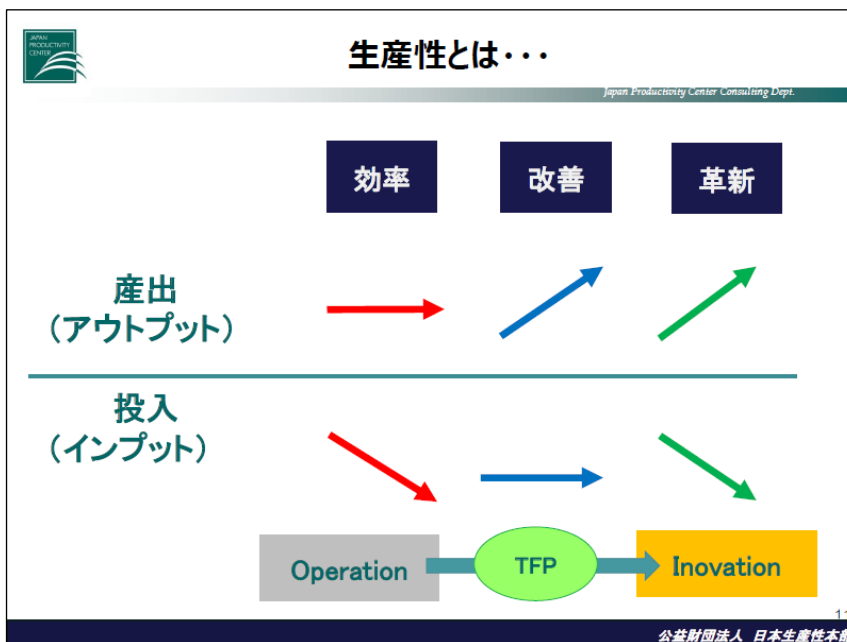 JAPAN
PRODUCTIVITY
CENTER
生産性とは･･･
Japan Productivity Center Consulting Dept.
効率 改善 革新
産出
（アウトプット）
投入
（インプット）
Operation TFP Inovation
11
公益財団法人 日本生産性本部